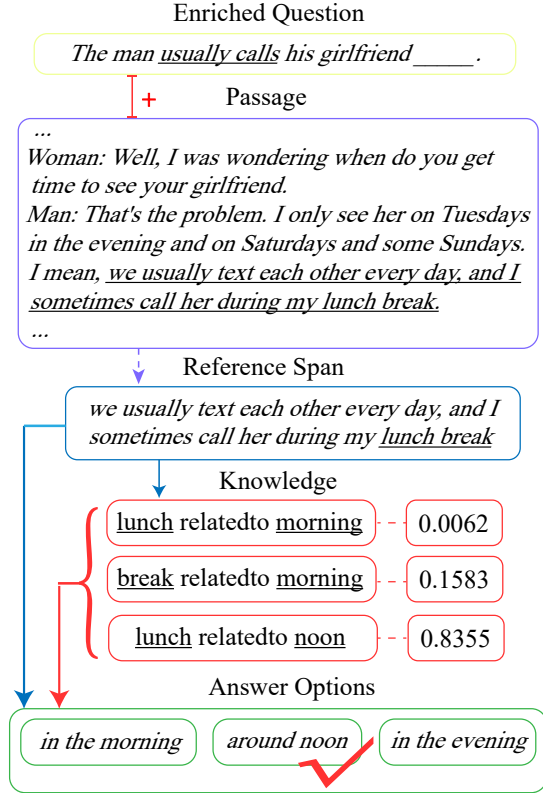 Enriched Question
The man usually calls his girlfriend _____ .
+
Passage
...
Woman: Well, I was wondering when do you get
time to see your girlfriend.
Man: That's the problem. I only see her on Tuesdays
in the evening and on Saturdays and some Sundays.
I mean, we usually text each other every day, and I
sometimes call her during my lunch break.
...
Reference Span
we usually text each other every day, and I
sometimes call her during my lunch break
Knowledge
lunch relatedto morning 0.0062
break relatedto morning 0.1583
lunch relatedto noon 0.8355
Answer Options
in the morning around noon in the evening